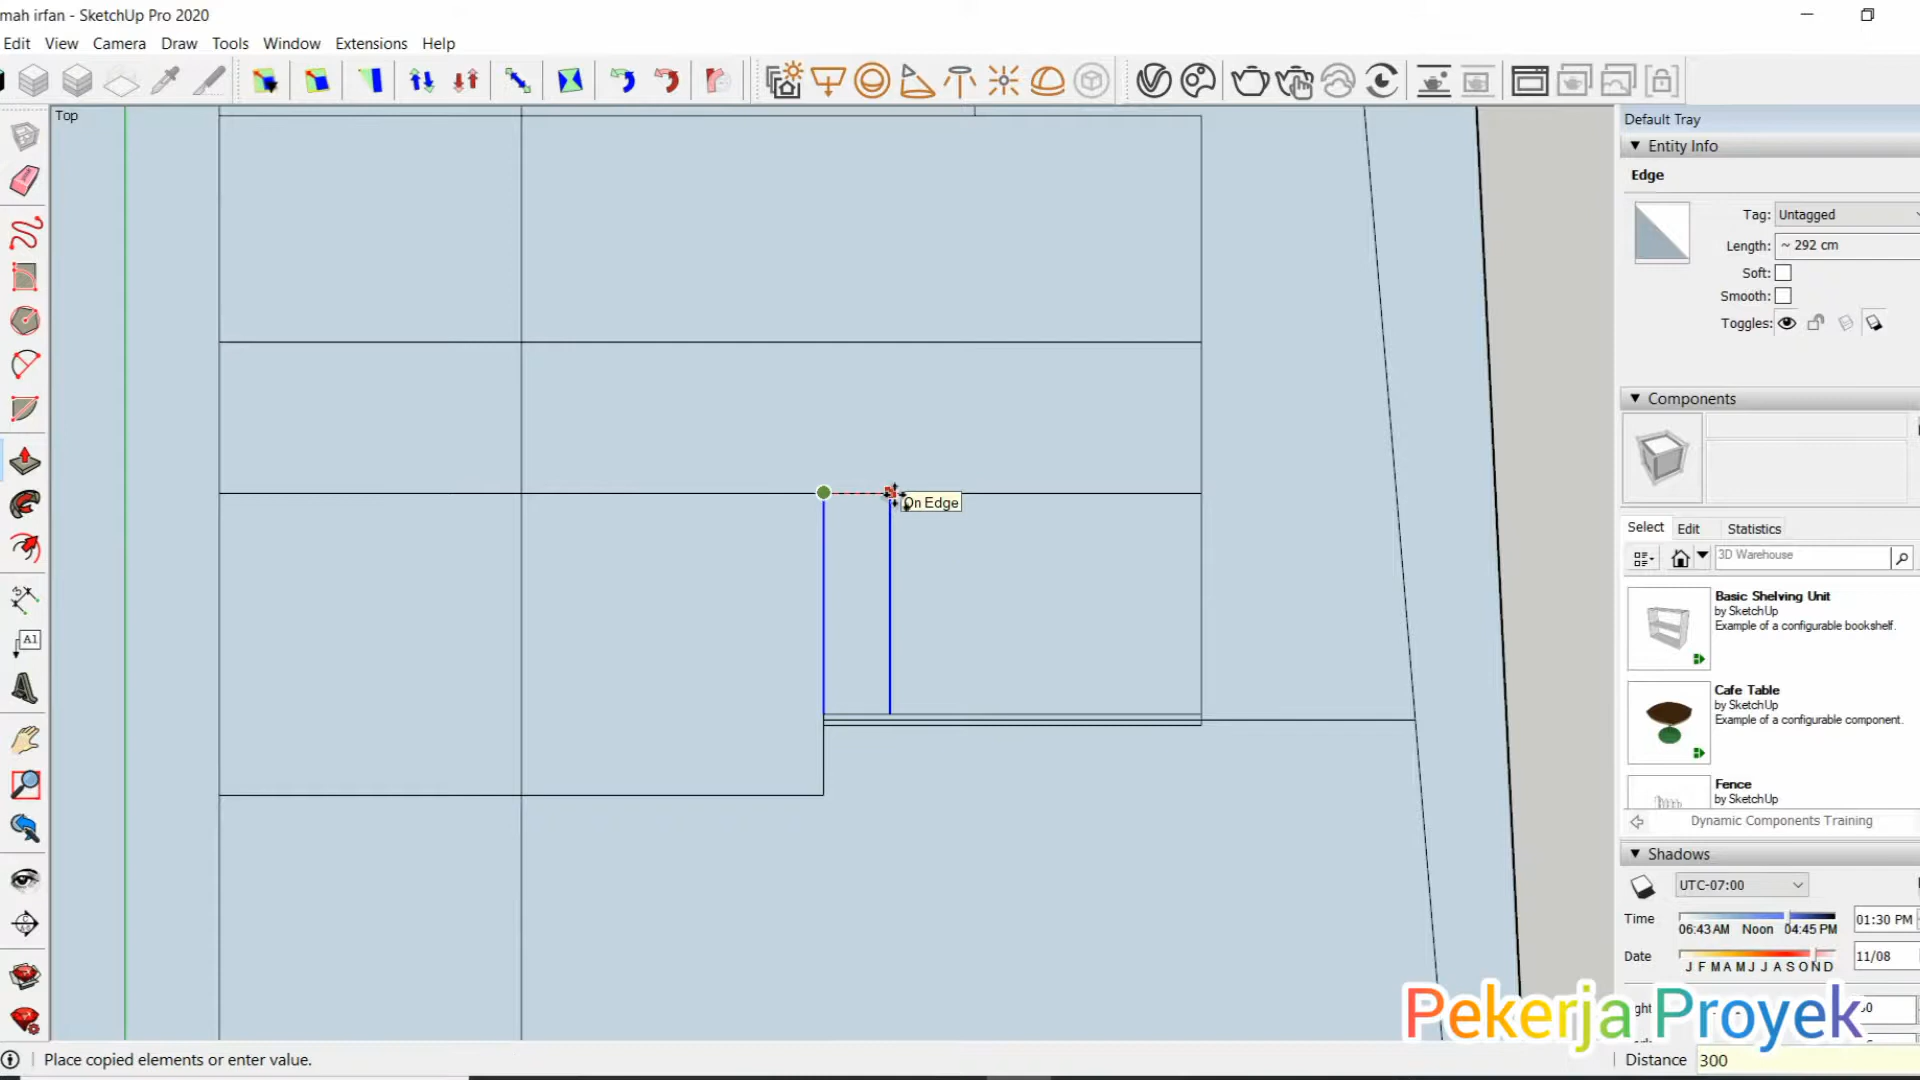 mah irfan - SketchUp Pro 2020
Edit View Camera Draw Tools Window Extensions Help
Top
Default Tray
Entity Info
Edge
Tag: Untagged
Length: ~ 292 cm
Soft:
Smooth:
Toggles:
Components
On Edge
Select Edit Statistics
3D Warehouse
Basic Shelving Unit
by SketchUp
Example of a configurable bookshelf.
A1
Cafe Table
by SketchUp
Example of a configurable component.
Fence
by SketchUp
Dynamic Components Training
Shadows
UTC-07:00
Time 01:30 PM
06:43 AM Noon 04:45 PM
Date 11/08
J F M A M J J A S O N D
Pekerja Proyek
Place copied elements or enter value.
Distance 300